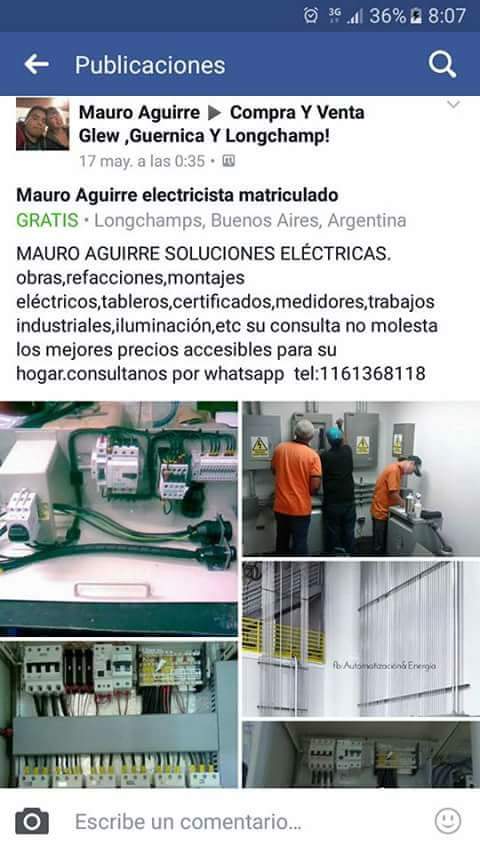 3G 36% 8:07
Publicaciones
Mauro Aguirre ▶ Compra Y Venta
Glew ,Guernica Y Longchamp!
17 may. a las 0:35 •
Mauro Aguirre electricista matriculado
GRATIS • Longchamps, Buenos Aires, Argentina
MAURO AGUIRRE SOLUCIONES ELÉCTRICAS.
obras,refacciones,montajes
eléctricos,tableros,certificados,medidores,trabajos
industriales,iluminación,etc su consulta no molesta
los mejores precios accesibles para su
hogar.consultanos por whatsapp tel:1161368118
fb:Automatización& Energia
Escribe un comentario...